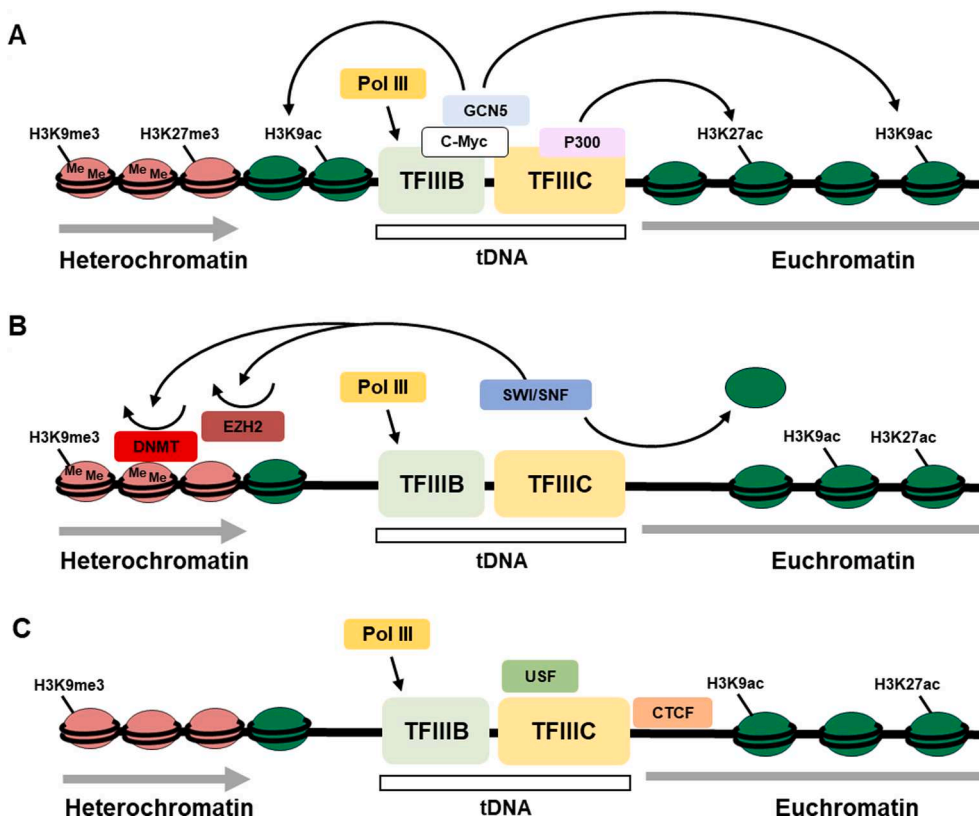 A
Pol III
GCN5
H3K9me3
H3K27me3
H3K9ac
C-Myc
P300
H3K27ac
H3K9ac
Me Me
Me Me
TFIIIB
TFIIIC
Heterochromatin
tDNA
Euchromatin
B
Pol III
SWI/SNF
EZH2
H3K9me3
DNMT
H3K9ac
H3K27ac
Me Me
Me Me
TFIIIB
TFIIIC
Heterochromatin
tDNA
Euchromatin
C
Pol III
USF
H3K9me3
H3K9ac
H3K27ac
CTCF
TFIIIB
TFIIIC
Heterochromatin
tDNA
Euchromatin